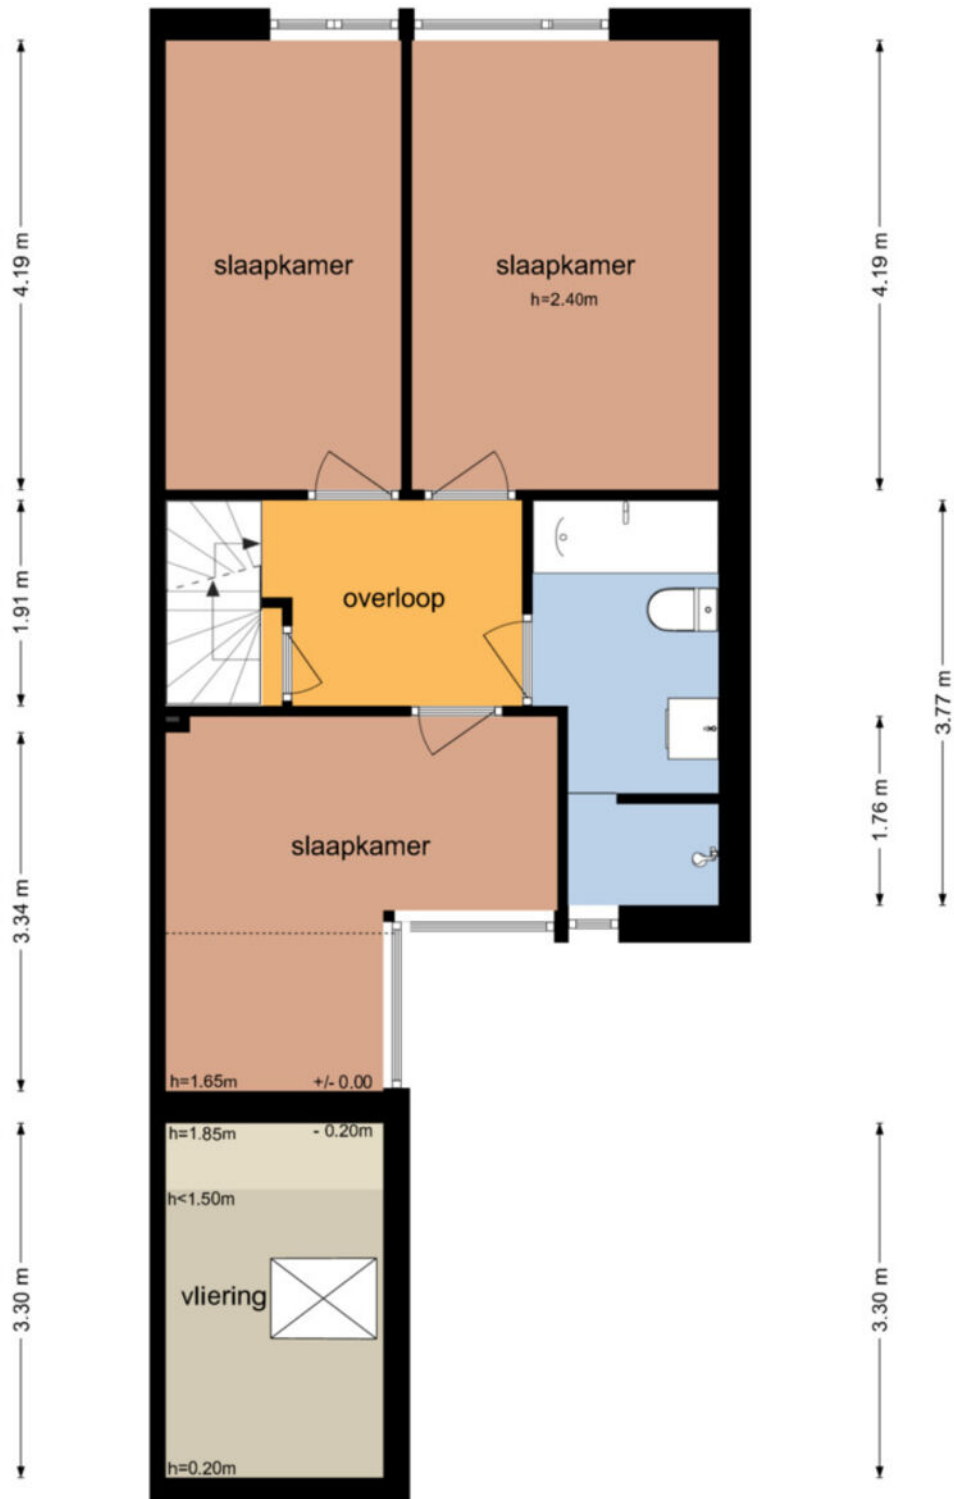 4.19 m
4.19 m
slaapkamer
slaapkamer
h=2.40m
1.91 m
overloop
3.77 m
1.76 m
slaapkamer
3.34 m
h=1.65m
+/- 0.00
h=1.85m
- 0.20m
h<1.50m
vliering
3.30 m
3.30 m
h=0.20m